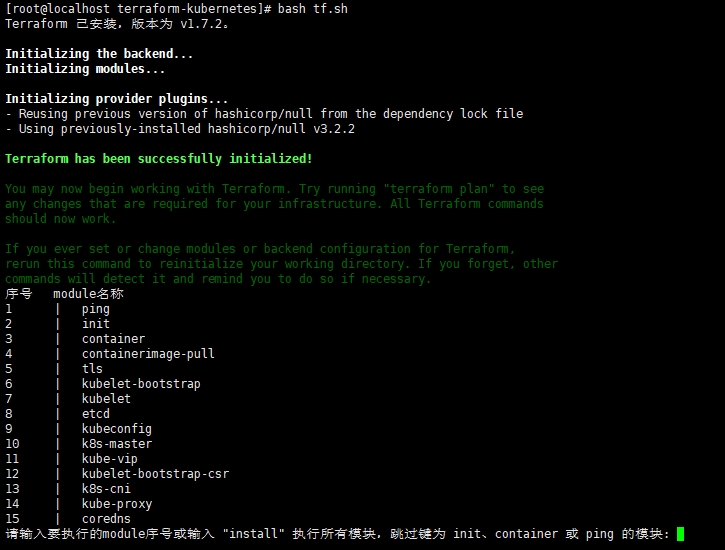 [root@localhost terraform-kubernetes]# bash tf.sh
Terraform 已安装, 版本为 v1.7.2。
Initializing the backend...
Initializing modules...
Initializing provider plugins...
- Reusing previous version of hashicorp/null from the dependency lock file
- Using previously-installed hashicorp/null v3.2.2
Terraform has been successfully initialized!
You may now begin working with Terraform. Try running "terraform plan" to see
any changes that are required for your infrastructure. All Terraform commands
should now work.
If you ever set or change modules or backend configuration for Terraform,
rerun this command to reinitialize your working directory. If you forget, other
commands will detect it and remind you to do so if necessary.
序号 module名称
1 | ping
2 | init
3 | container
4 | containerimage-pull
5 | tls
6 | kubelet-bootstrap
7 | kubelet
8 | etcd
9 | kubeconfig
10 | k8s-master
11 | kube-vip
12 | kubelet-bootstrap-csr
13 | k8s-cni
14 | kube-proxy
15 | coredns
请输入要执行的module序号或输入 "install" 执行所有模块, 跳过键为 init、container 或 ping 的模块: